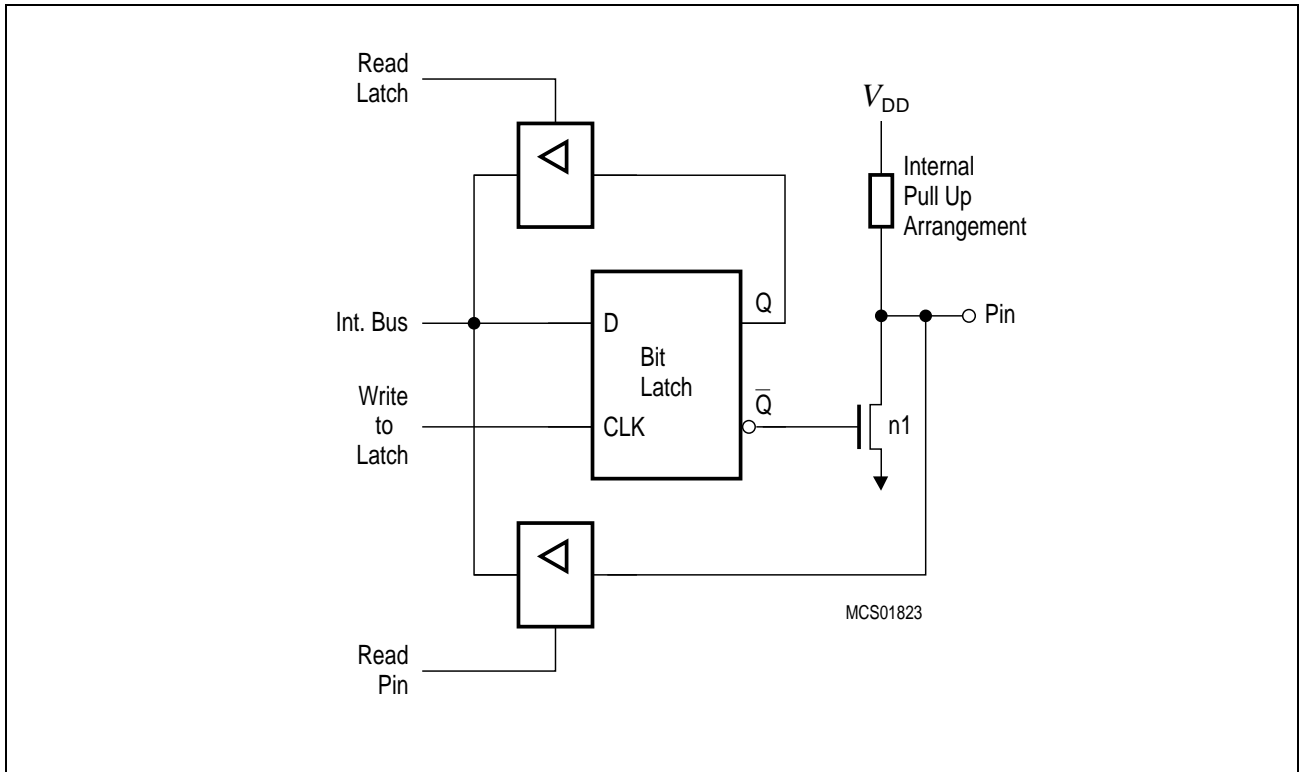 Read
Latch
V_DD
Internal
Pull Up
Arrangement
Q
Int. Bus
D
Pin
Bit
Latch
Write
to
Latch
Q̅
CLK
n1
MCS01823
Read
Pin